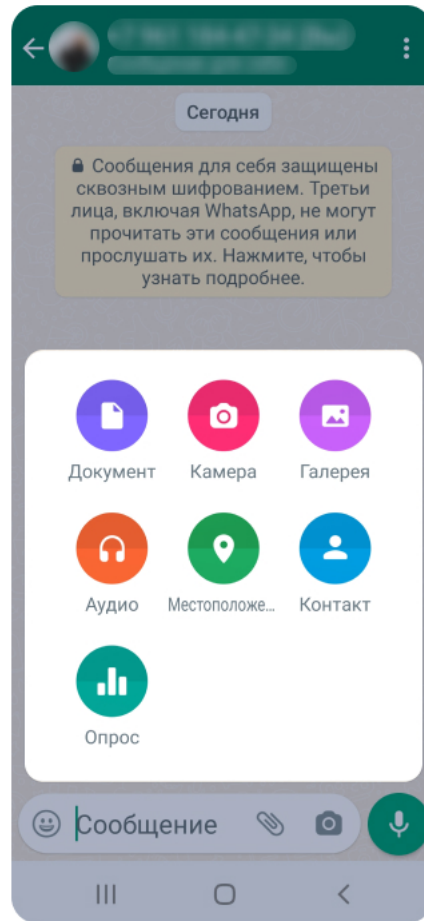 Сегодня
Сообщения для себя защищены
сквозным шифрованием. Третьи
лица, включая WhatsApp, не могут
прочитать эти сообщения или
прослушать их. Нажмите, чтобы
узнать подробнее.
Документ Камера Галерея
Аудио Местоположе... Контакт
Опрос
Сообщение